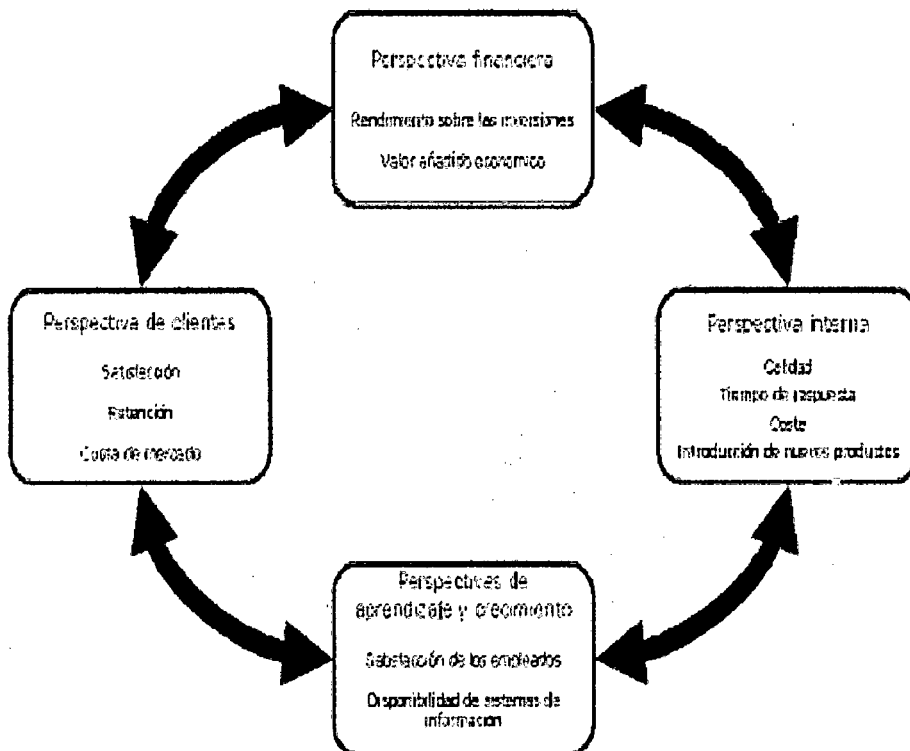 Perspectiva financiera
Rendimiento sobre las inversiones
Valor añadido económico
Perspectiva de clientes
Satisfacción
Retención
Cuota de mercado
Perspectiva interna
Calidad
Tiempo de respuesta
Coste
Introducción de nuevos productos
Perspectivas de
aprendizaje y crecimiento
Satisfacción de los empleados
Disponibilidad de sistemas de
información